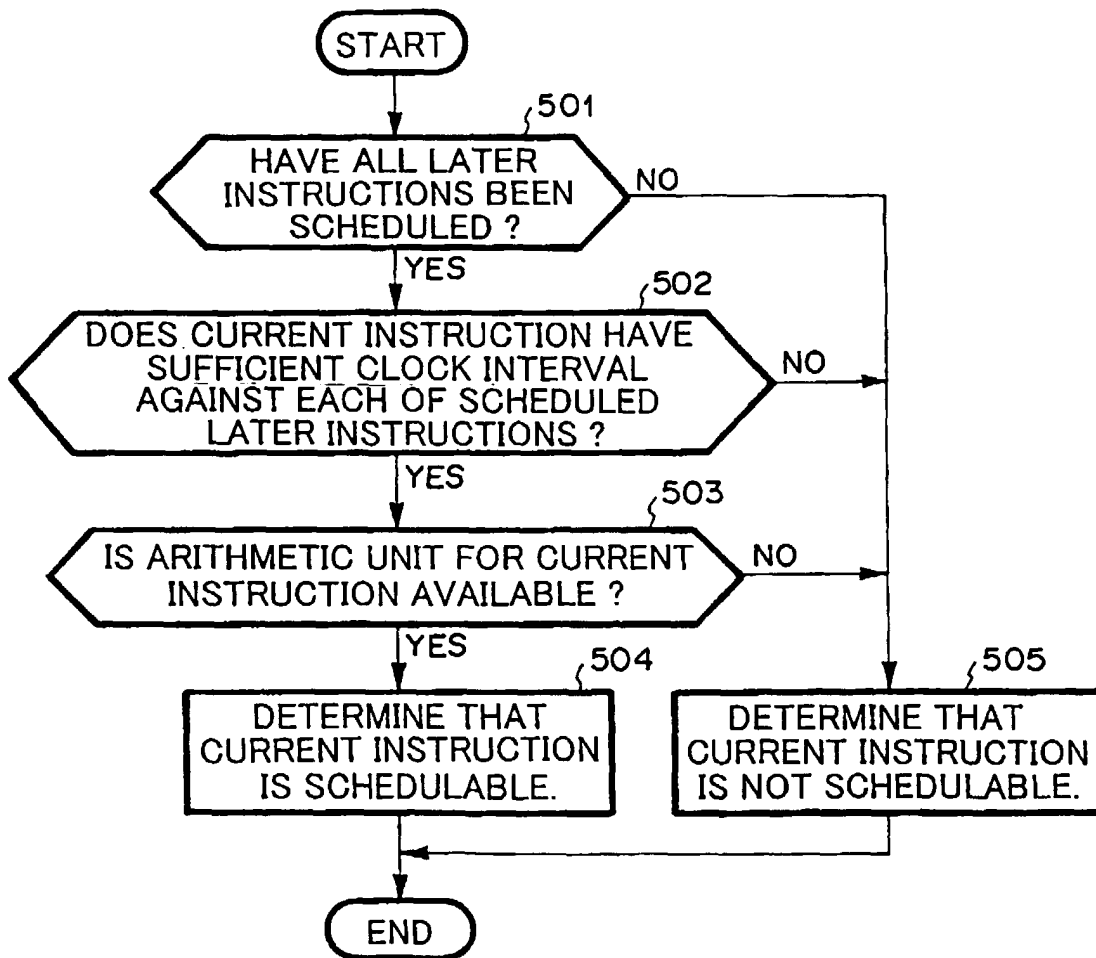 START
501
HAVE ALL LATER
INSTRUCTIONS BEEN
SCHEDULED ?
NO
YES
502
DOES CURRENT INSTRUCTION HAVE
SUFFICIENT CLOCK INTERVAL
AGAINST EACH OF SCHEDULED
LATER INSTRUCTIONS ?
NO
YES
503
IS ARITHMETIC UNIT FOR CURRENT
INSTRUCTION AVAILABLE ?
NO
YES
504
DETERMINE THAT
CURRENT INSTRUCTION
IS SCHEDULABLE.
505
DETERMINE THAT
CURRENT INSTRUCTION
IS NOT SCHEDULABLE.
END